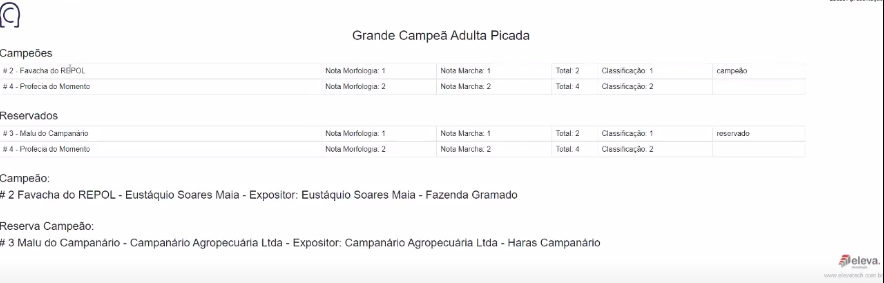 Grande Campeã Adulta Picada
Campeões
# 2 - Favacha do REPOL Nota Morfologia: 1 Nota Marcha: 1 Total: 2 Classificação: 1 campeão
# 4 - Profecia do Momento Nota Morfologia: 2 Nota Marcha: 2 Total: 4 Classificação: 2
Reservados
# 3 - Malu do Campanário Nota Morfologia: 1 Nota Marcha: 1 Total: 2 Classificação: 1 reservado
# 4 - Profecia do Momento Nota Morfologia: 2 Nota Marcha: 2 Total: 4 Classificação: 2
Campeão:
# 2 Favacha do REPOL - Eustáquio Soares Maia - Expositor: Eustáquio Soares Maia - Fazenda Gramado
Reserva Campeão:
# 3 Malu do Campanário - Campanário Agropecuária Ltda - Expositor: Campanário Agropecuária Ltda - Haras Campanário
eleva.